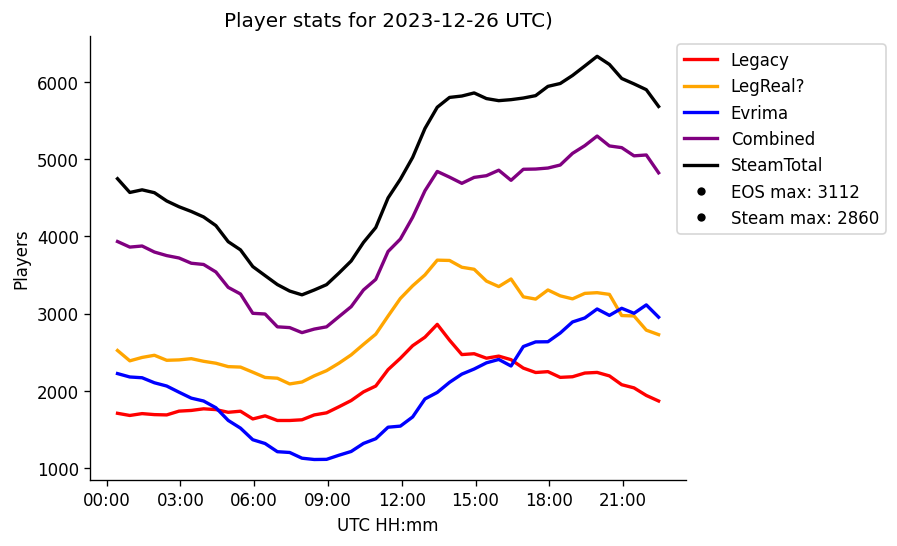 Player stats for 2023-12-26 UTC)
Legacy
LegReal?
Evrima
Combined
SteamTotal
EOS max: 3112
Steam max: 2860
Players
6000
5000
4000
3000
2000
1000
00:00 03:00 06:00 09:00 12:00 15:00 18:00 21:00
UTC HH:mm